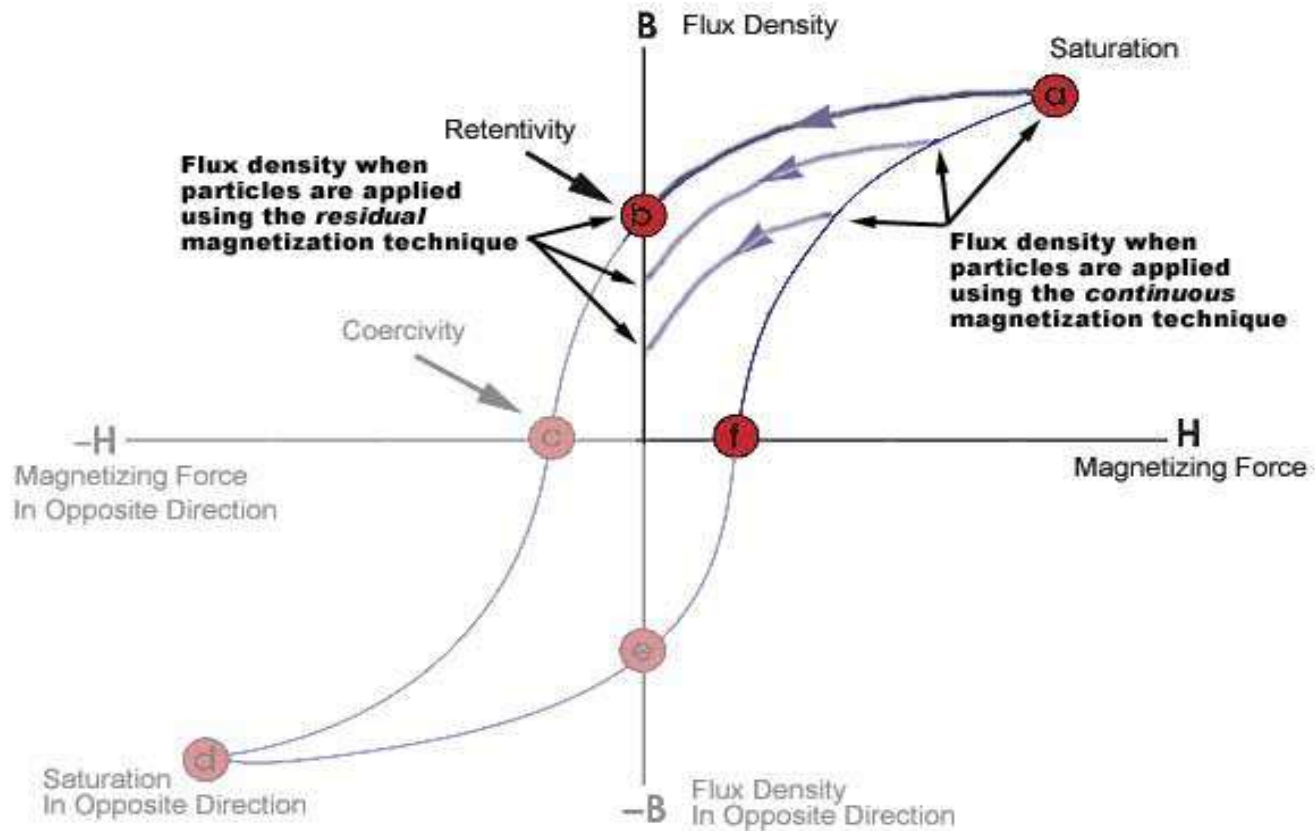 B Flux Density
Saturation
a
Retentivity
Flux density when
particles are applied
using the residual
magnetization technique
b
Flux density when
particles are applied
using the continuous
magnetization technique
Coercivity
–H
c
f
H
Magnetizing Force
In Opposite Direction
Magnetizing Force
e
d
Saturation
In Opposite Direction
–B
Flux Density
In Opposite Direction